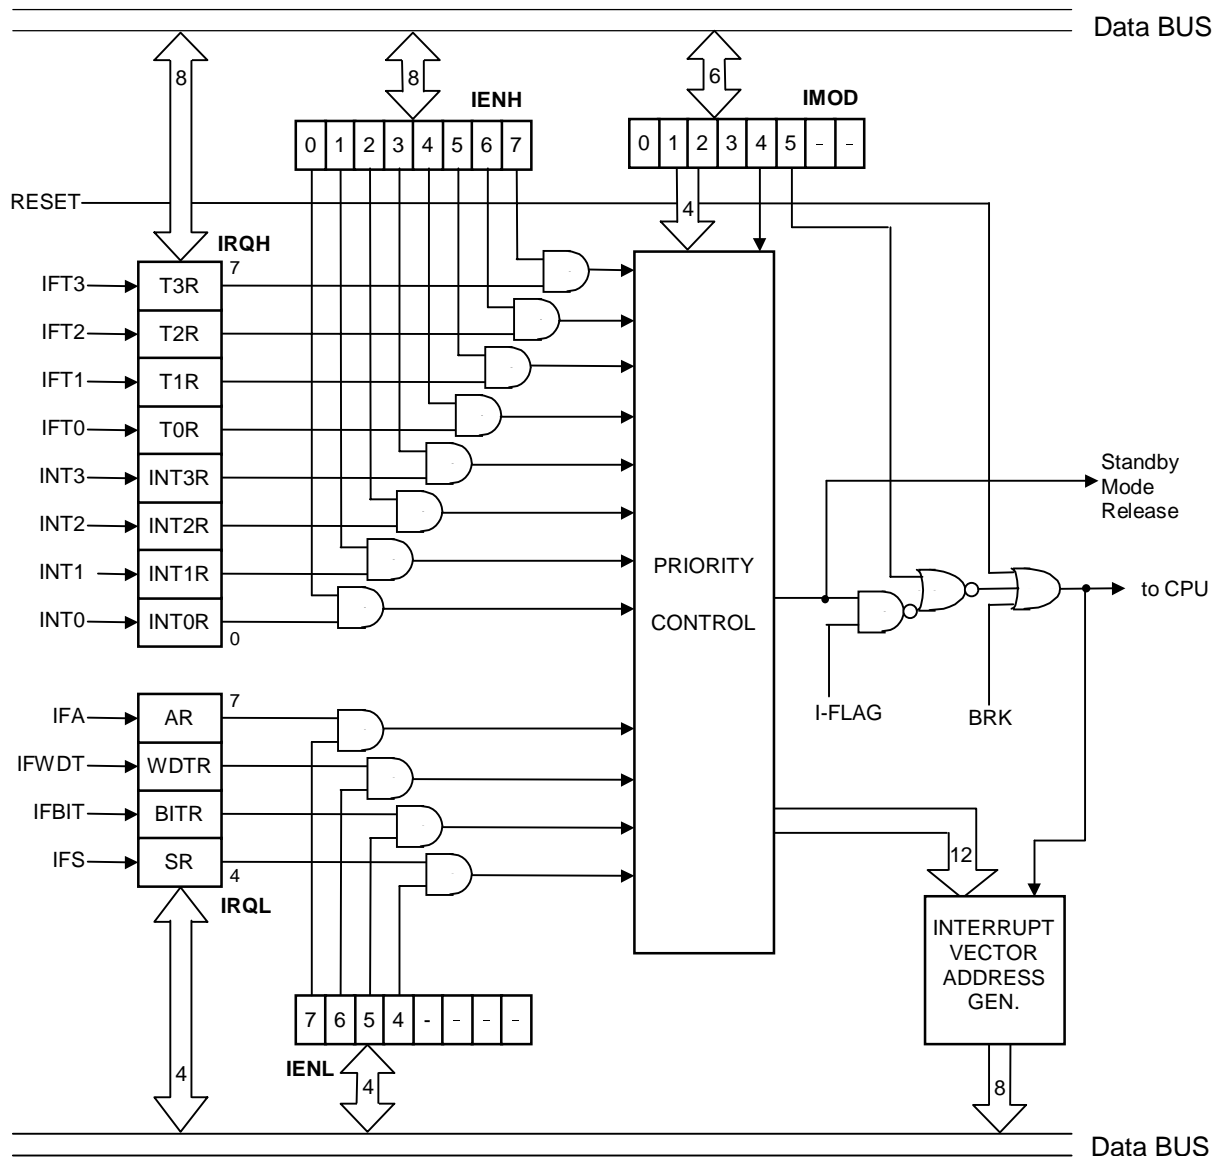 Data BUS
8
8
6
IENH
IMOD
0 1 2 3 4 5 6 7
0 1 2 3 4 5 - -
RESET
4
IRQH
7
IFT3 T3R
IFT2 T2R
IFT1 T1R
IFT0 T0R
INT3 INT3R
INT2 INT2R
INT1 INT1R
INT0 INT0R
0
Standby
Mode
Release
PRIORITY
CONTROL
to CPU
I-FLAG
BRK
7
IFA AR
IFWDT WDTR
IFBIT BITR
IFS SR
4
IRQL
12
INTERRUPT
VECTOR
ADDRESS
GEN.
7 6 5 4 - - - -
IENL
4
4
8
Data BUS